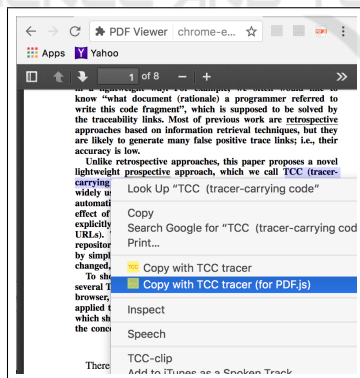 PDF Viewer chrome-e...
Apps Yahoo
1 of 8
know “what document (rationale) a programmer referred to
write this code fragment”, which is supposed to be solved by
the traceability links. Most of previous work are retrospective
approaches based on information retrieval techniques, but they
are likely to generate many false positive trace links; i.e., their
accuracy is low.
Unlike retrospective approaches, this paper proposes a novel
lightweight prospective approach, which we call TCC (tracer-
carrying
widely us
automati
effect of
explicitly
URLs).
repositor
by simpl
changed,
To sho
several T
browser,
applied t
which sh
the conc
There
Look Up “TCC (tracer-carrying code”
Copy
Search Google for “TCC (tracer-carrying cod
Print...
Copy with TCC tracer
Copy with TCC tracer (for PDF.js)
Inspect
Speech
TCC-clip
Add to iTunes as a Spoken Track